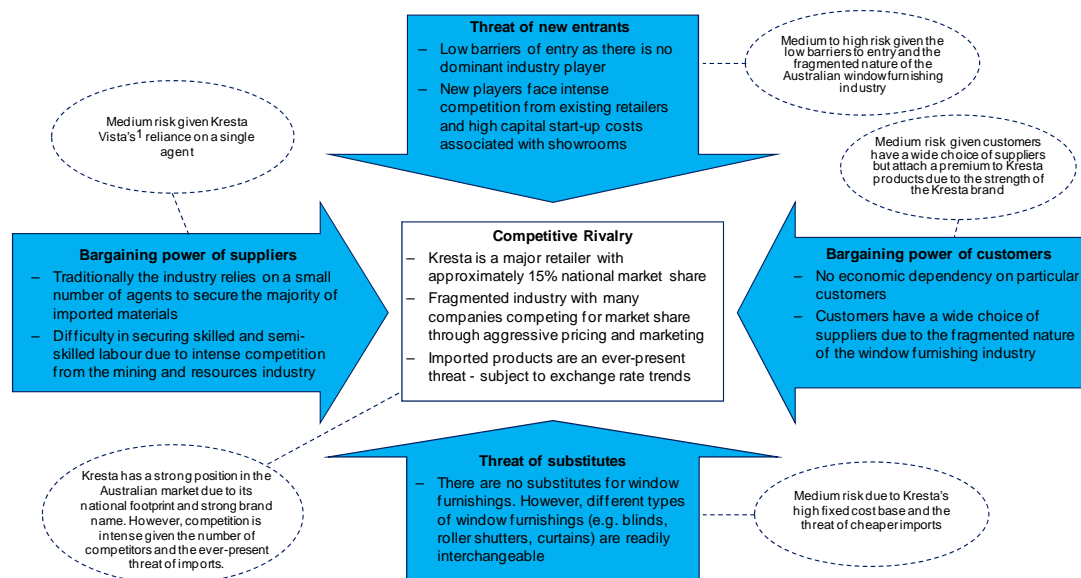 Threat of new entrants
– Low barriers of entry as there is no
dominant industry player
– New players face intense
competition from existing retailers
and high capital start-up costs
associated with showrooms
Medium to high risk given the
low barriers to entry and the
fragmented nature of the
Australian window furnishing
industry
Medium risk given Kresta
Vista's1 reliance on a single
agent
Medium risk given customers
have a wide choice of suppliers
but attach a premium to Kresta
products due to the strength of
the Kresta brand
Bargaining power of suppliers
– Traditionally the industry relies on a small
number of agents to secure the majority of
imported materials
– Difficulty in securing skilled and semi-
skilled labour due to intense competition
from the mining and resources industry
Competitive Rivalry
– Kresta is a major retailer with
approximately 15% national market share
– Fragmented industry with many
companies competing for market share
through aggressive pricing and marketing
– Imported products are an ever-present
threat - subject to exchange rate trends
Bargaining power of customers
– No economic dependency on particular
customers
– Customers have a wide choice of
suppliers due to the fragmented nature
of the window furnishing industry
Kresta has a strong position in the
Australian market due to its
national footprint and strong brand
name. However, competition is
intense given the number of
competitors and the ever-present
threat of imports.
Threat of substitutes
– There are no substitutes for window
furnishings. However, different types
of window furnishings (e.g. blinds,
roller shutters, curtains) are readily
interchangeable
Medium risk due to Kresta's
high fixed cost base and the
threat of cheaper imports